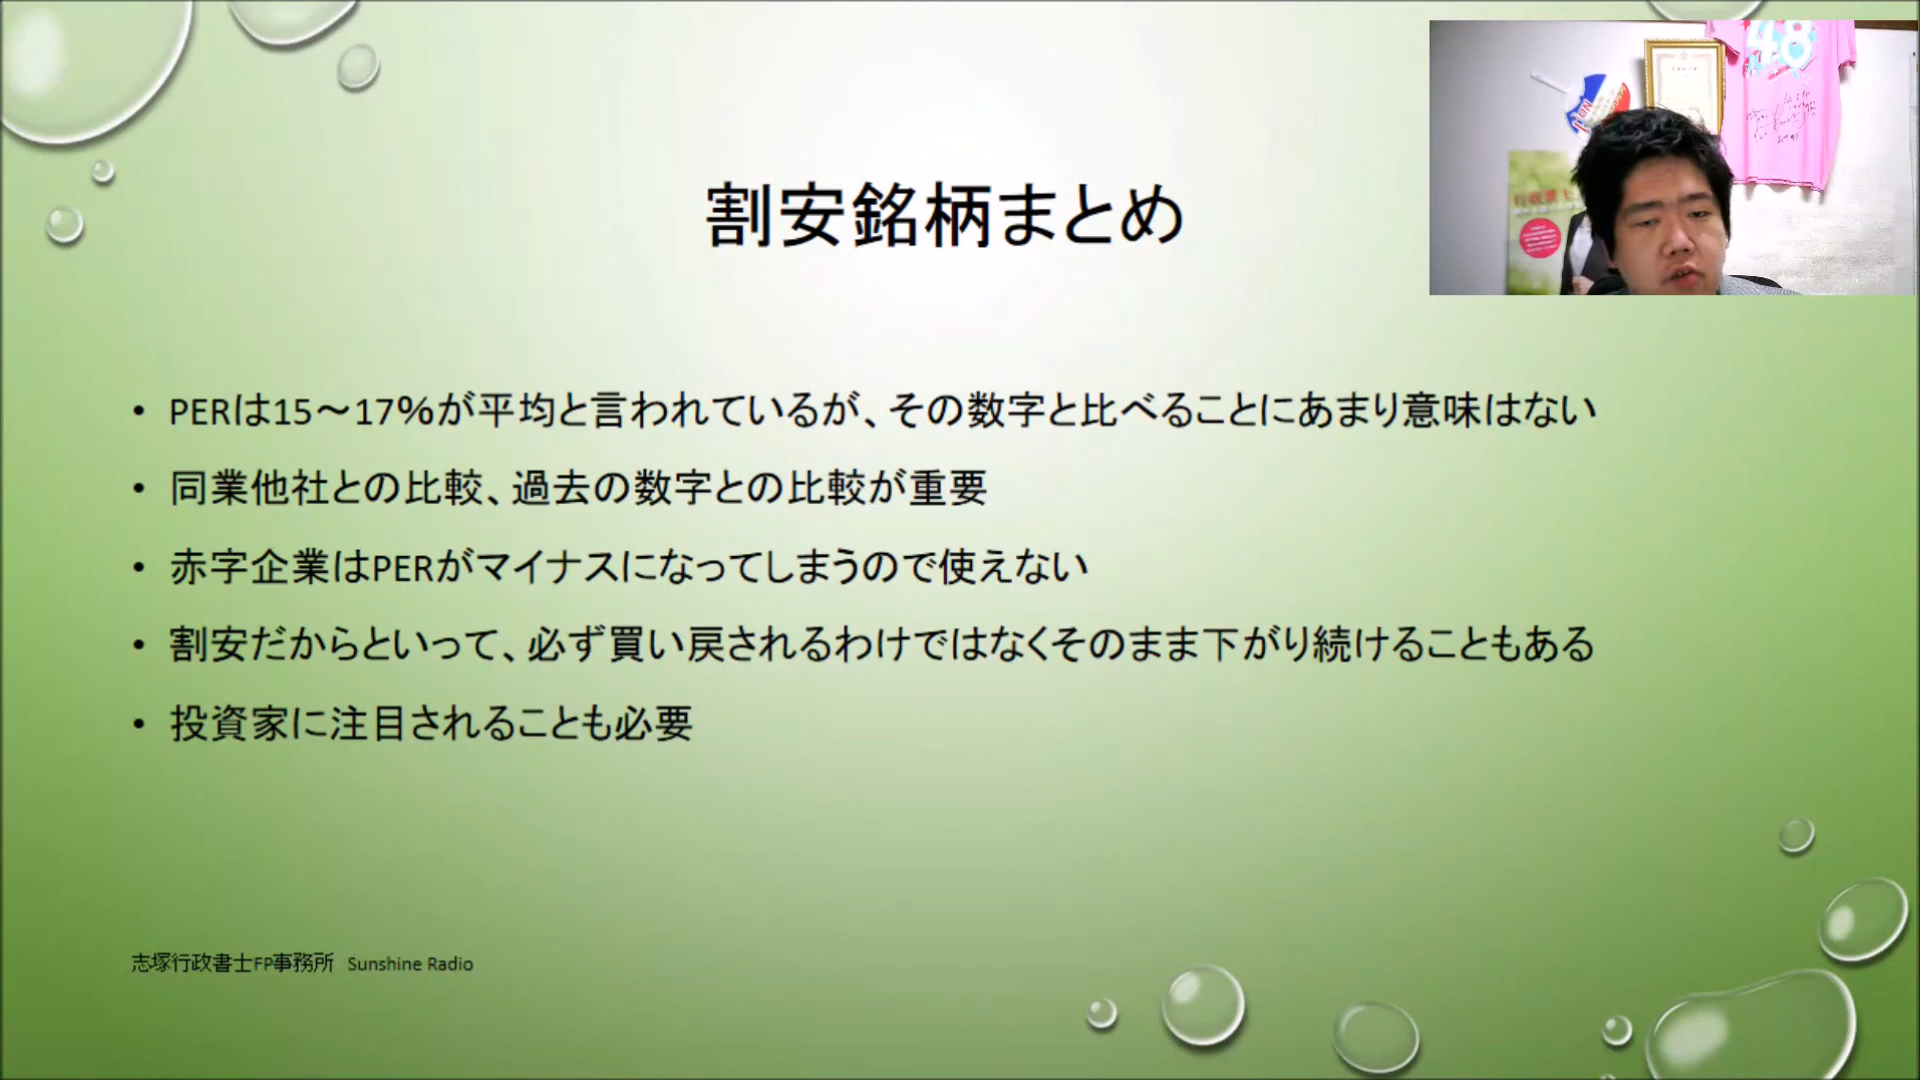 割安銘柄まとめ
48
• PERは15～17%が平均と言われているが、その数字と比べることにあまり意味はない
• 同業他社との比較、過去の数字との比較が重要
• 赤字企業はPERがマイナスになってしまうので使えない
• 割安だからといって、必ず買い戻されるわけではなくそのまま下がり続けることもある
• 投資家に注目されることも必要
志塚行政書士FP事務所 Sunshine Radio